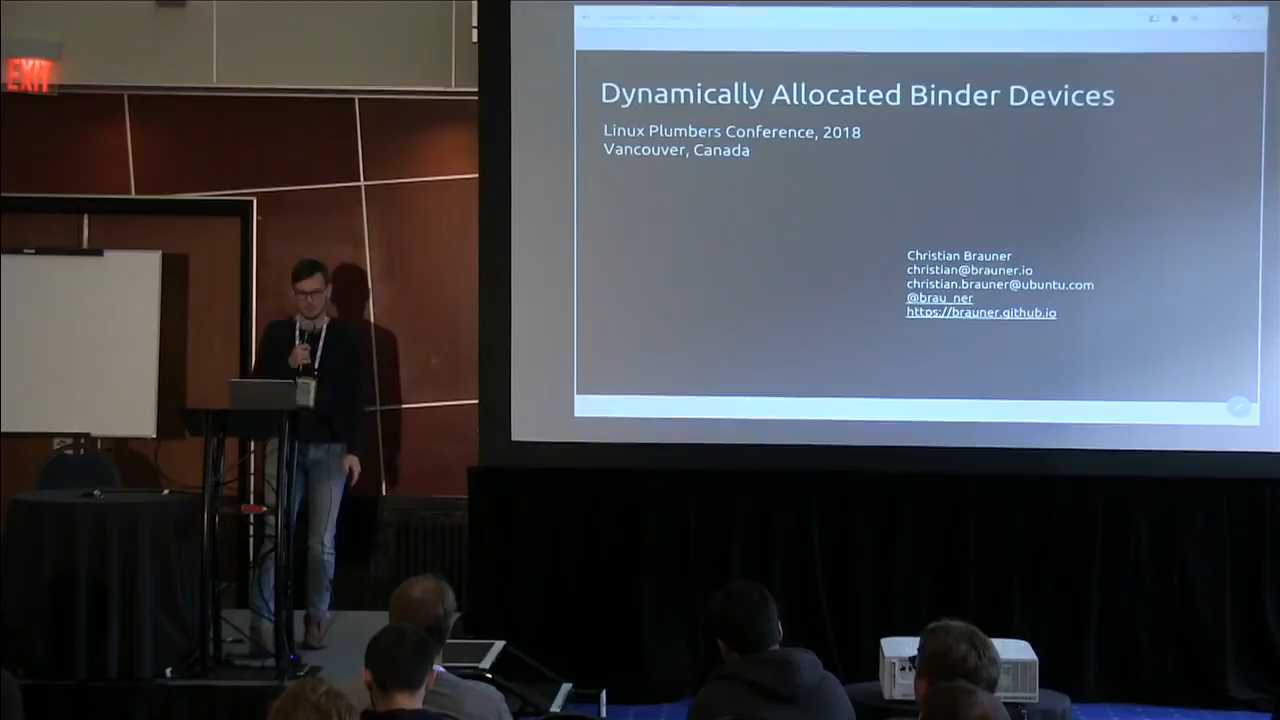 EXIT
Dynamically Allocated Binder Devices
Linux Plumbers Conference, 2018
Vancouver, Canada
Christian Brauner
christian@brauner.io
christian.brauner@ubuntu.com
@brau_ner
https://brauner.github.io